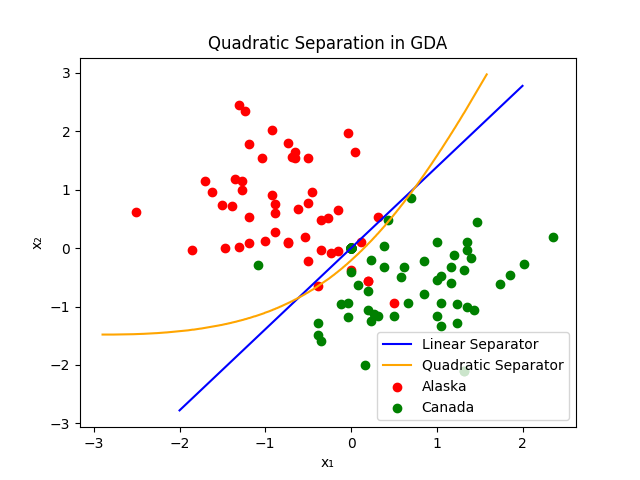 Quadratic Separation in GDA
3
2
1
0
−1
−2
−3
x₂
−3
−2
−1
0
1
2
x₁
Linear Separator
Quadratic Separator
Alaska
Canada